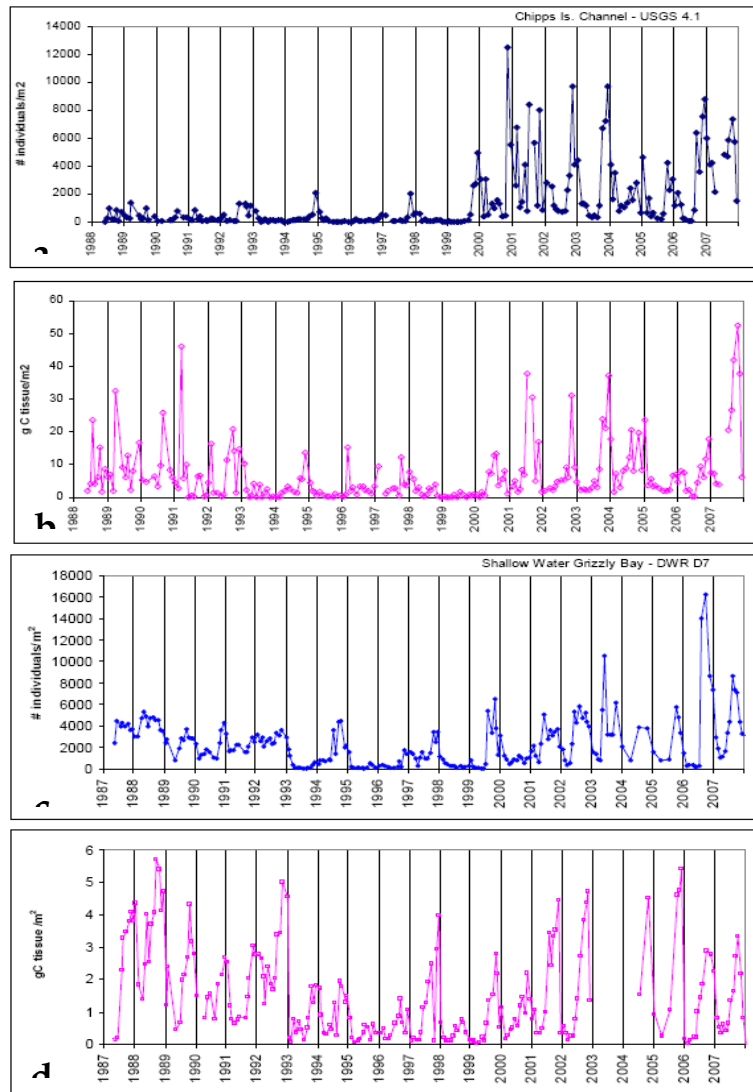 Chipps Is. Channel - USGS 4.1
# individuals/m2
14000
12000
10000
8000
6000
4000
2000
0
1988 1989 1990 1991 1992 1993 1994 1995 1996 1997 1998 1999 2000 2001 2002 2003 2004 2005 2006 2007
a
g C tissue/m2
60
50
40
30
20
10
0
1988 1989 1990 1991 1992 1993 1994 1995 1996 1997 1998 1999 2000 2001 2002 2003 2004 2005 2006 2007
b
Shallow Water Grizzly Bay - DWR D7
# individuals/m²
18000
16000
14000
12000
10000
8000
6000
4000
2000
0
1987 1988 1989 1990 1991 1992 1993 1994 1995 1996 1997 1998 1999 2000 2001 2002 2003 2004 2005 2006 2007
c
gC tissue /m²
6
5
4
3
2
1
0
1987 1988 1989 1990 1991 1992 1993 1994 1995 1996 1997 1998 1999 2000 2001 2002 2003 2004 2005 2006 2007
d